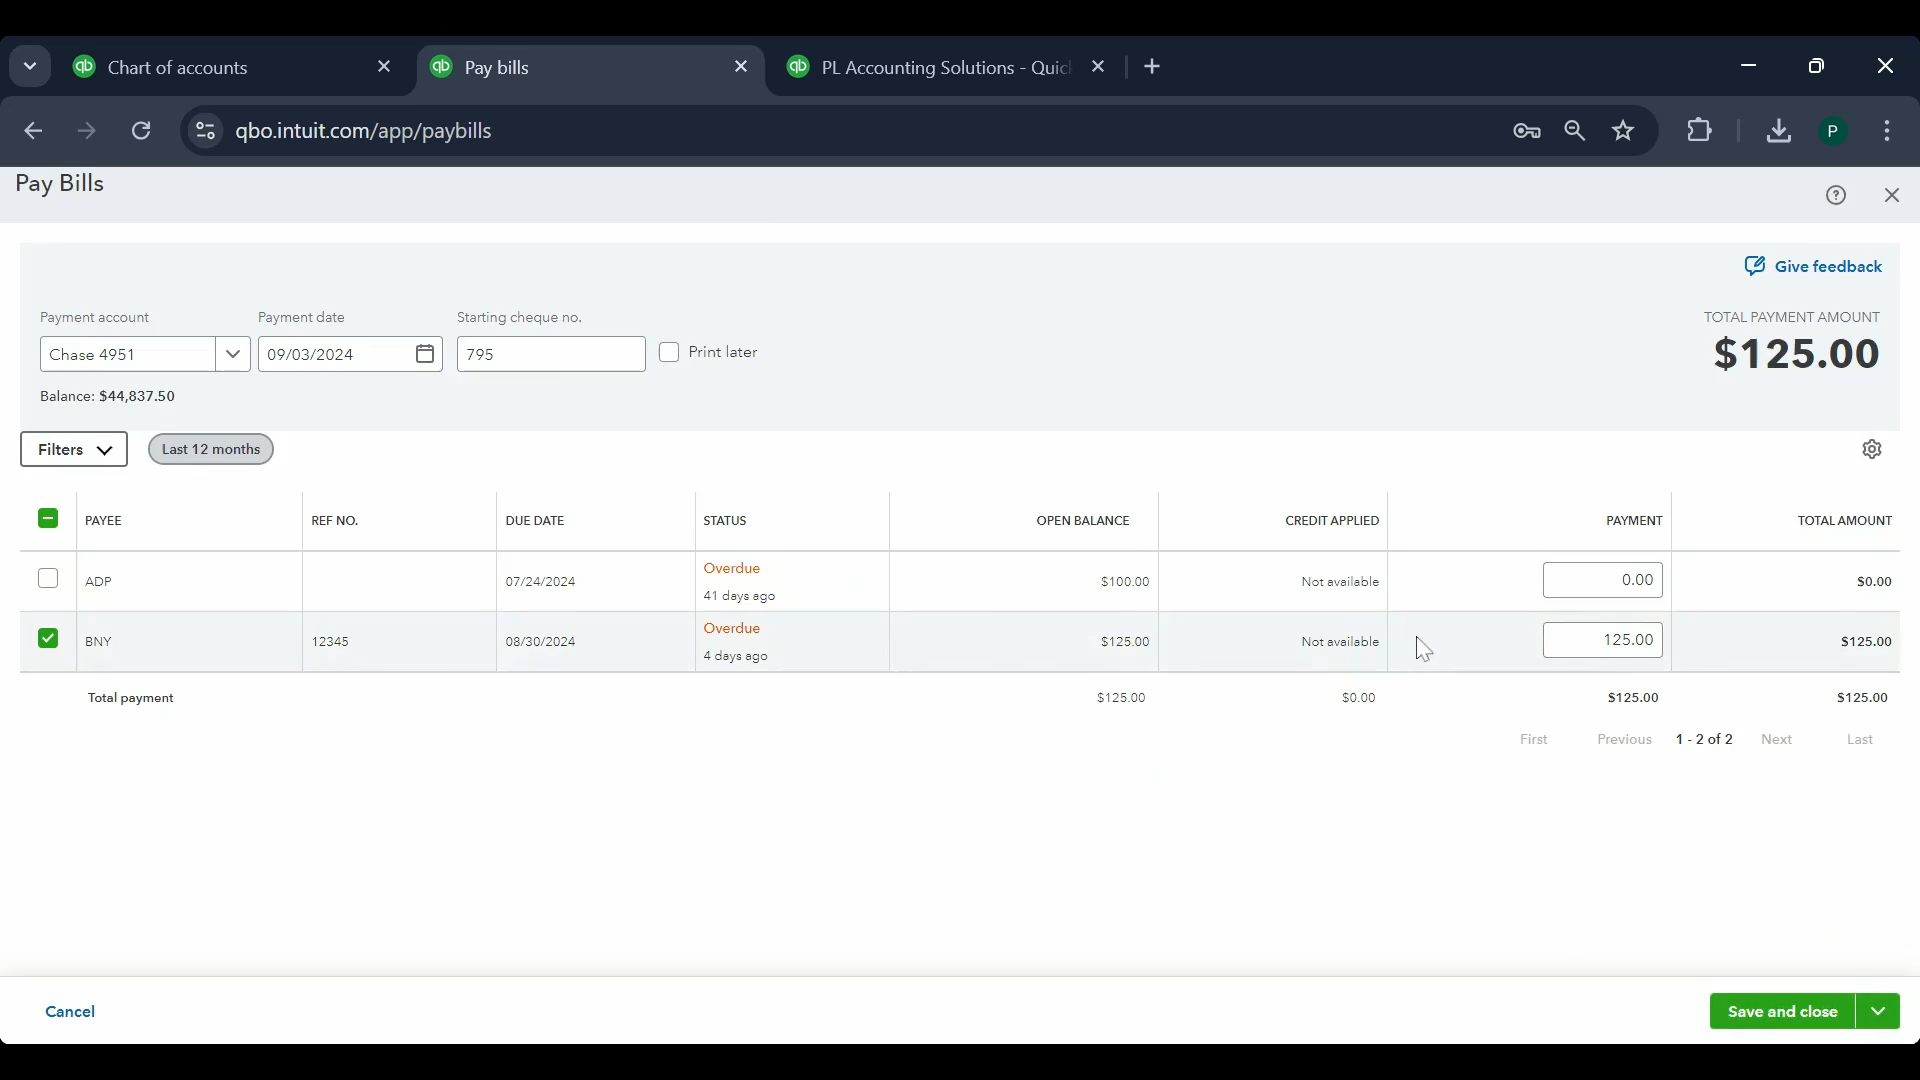 Chart of accounts
Pay bills
PL Accounting Solutions - Quic
qbo.intuit.com/app/paybills
P
Pay Bills
Give feedback
Payment account Payment date Starting cheque no. TOTAL PAYMENT AMOUNT
Chase 4951 09/03/2024 795 Print later $125.00
Balance: $44,837.50
Filters Last 12 months
PAYEE REF NO. DUE DATE STATUS OPEN BALANCE CREDIT APPLIED PAYMENT TOTAL AMOUNT
ADP 07/24/2024 Overdue $100.00 Not available 0.00 $0.00
41 days ago
BNY 12345 08/30/2024 Overdue $125.00 Not available 125.00 $125.00
4 days ago
Total payment $125.00 $0.00 $125.00 $125.00
First Previous 1 - 2 of 2 Next Last
Cancel Save and close